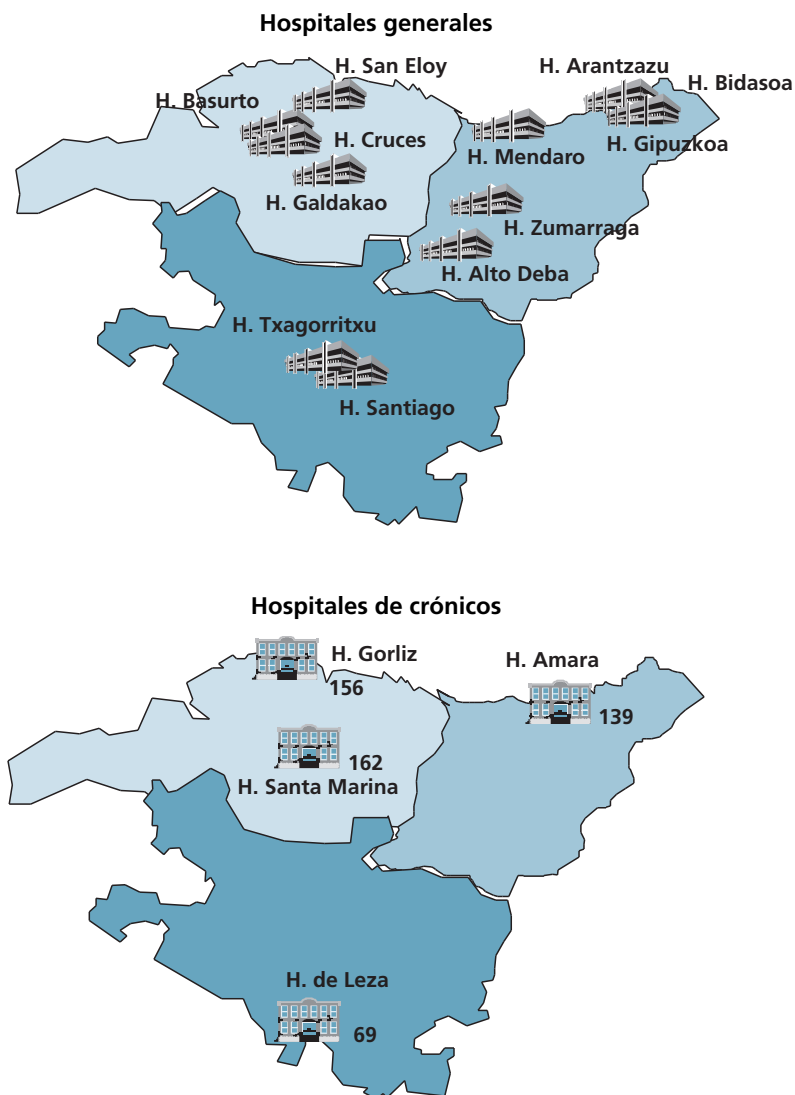 Hospitales generales
H. San Eloy
H. Arantzazu
H. Bidasoa
H. Basurto
H. Cruces
H. Gipuzkoa
H. Mendaro
H. Galdakao
H. Zumarraga
H. Alto Deba
H. Txagorritxu
H. Santiago
Hospitales de crónicos
H. Gorliz
156
H. Amara
139
162
H. Santa Marina
H. de Leza
69